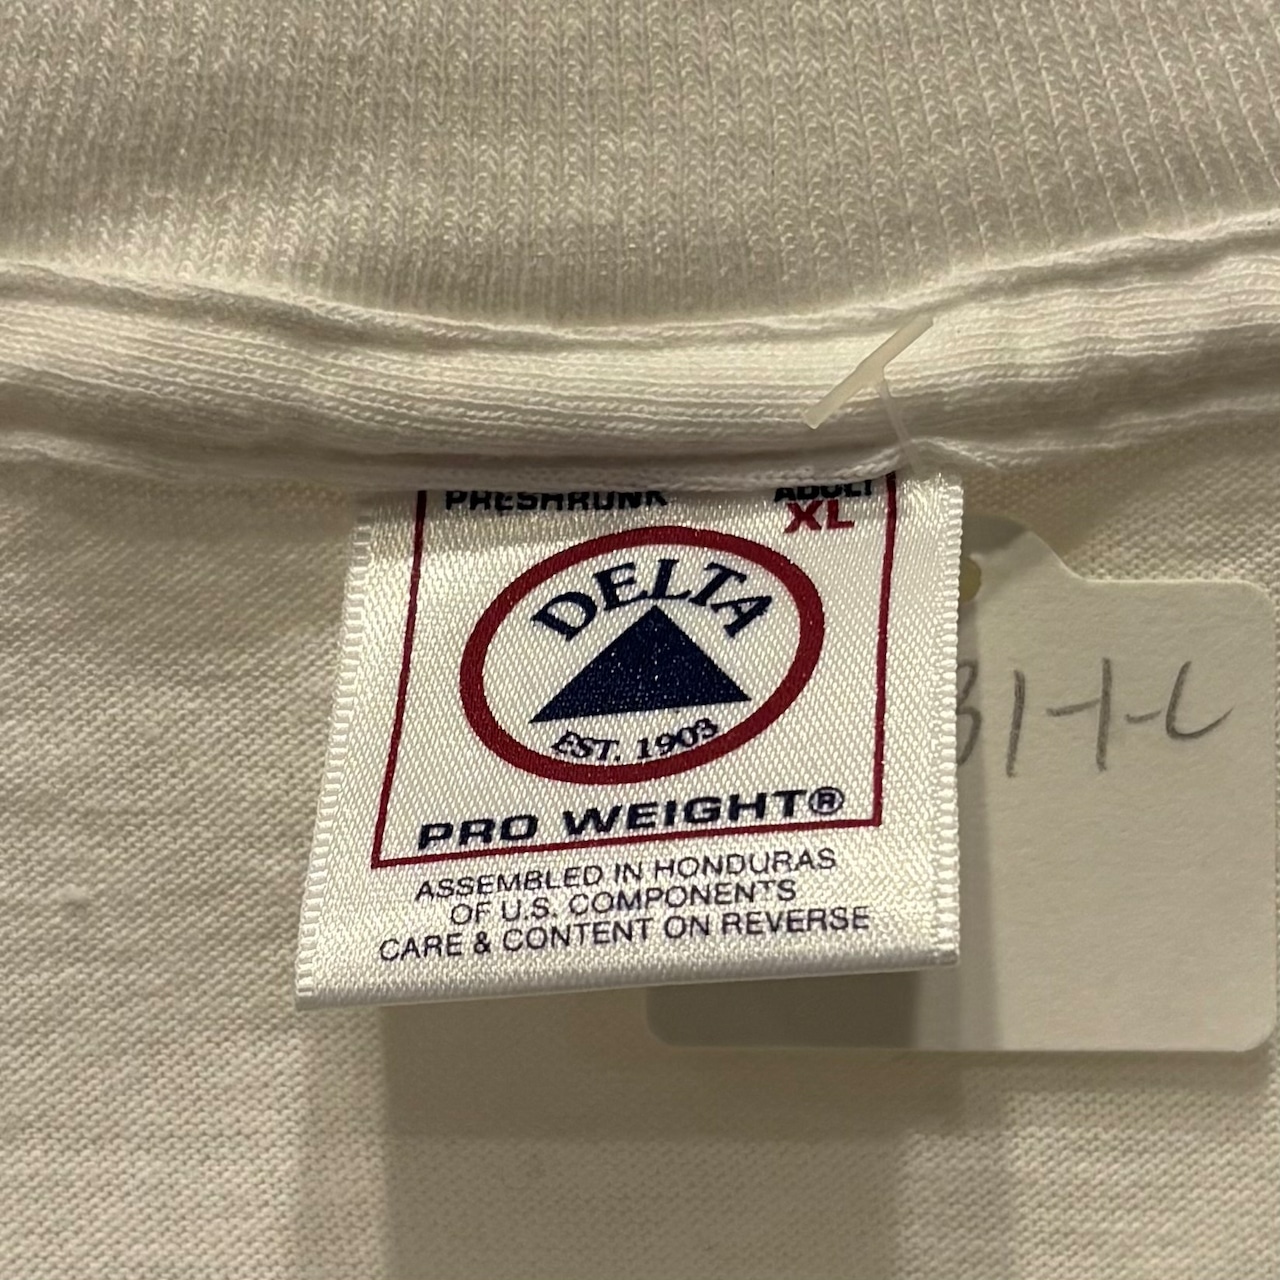 PRESHRUNK ADULT
XL
DELTA
EST. 1903
PRO WEIGHT®
ASSEMBLED IN HONDURAS
OF U.S. COMPONENTS
CARE & CONTENT ON REVERSE